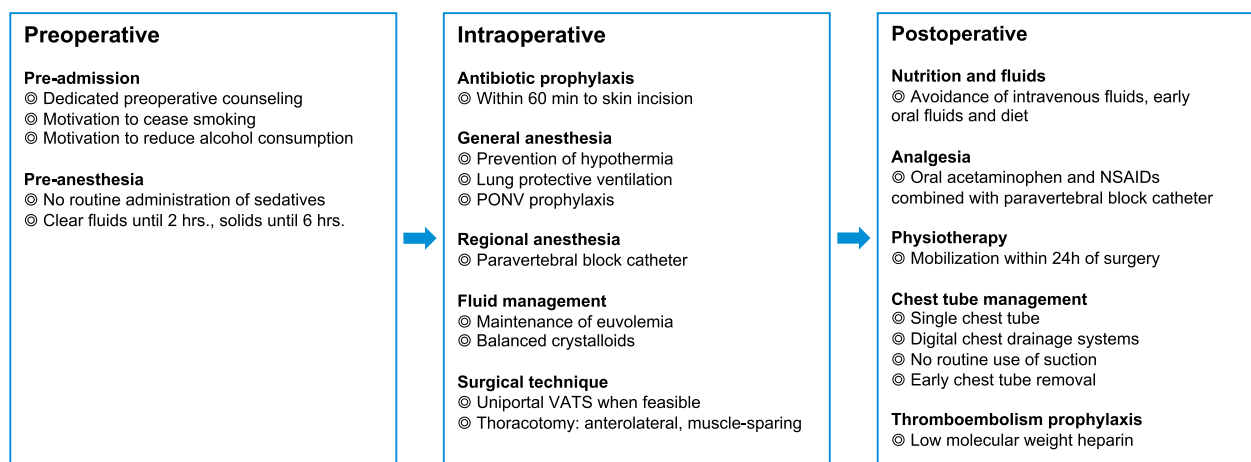 Preoperative
Pre-admission
◎ Dedicated preoperative counseling
◎ Motivation to cease smoking
◎ Motivation to reduce alcohol consumption
Pre-anesthesia
◎ No routine administration of sedatives
◎ Clear fluids until 2 hrs., solids until 6 hrs.
Intraoperative
Antibiotic prophylaxis
◎ Within 60 min to skin incision
General anesthesia
◎ Prevention of hypothermia
◎ Lung protective ventilation
◎ PONV prophylaxis
Regional anesthesia
◎ Paravertebral block catheter
Fluid management
◎ Maintenance of euvolemia
◎ Balanced crystalloids
Surgical technique
◎ Uniportal VATS when feasible
◎ Thoracotomy: anterolateral, muscle-sparing
Postoperative
Nutrition and fluids
◎ Avoidance of intravenous fluids, early
oral fluids and diet
Analgesia
◎ Oral acetaminophen and NSAIDs
combined with paravertebral block catheter
Physiotherapy
◎ Mobilization within 24h of surgery
Chest tube management
◎ Single chest tube
◎ Digital chest drainage systems
◎ No routine use of suction
◎ Early chest tube removal
Thromboembolism prophylaxis
◎ Low molecular weight heparin